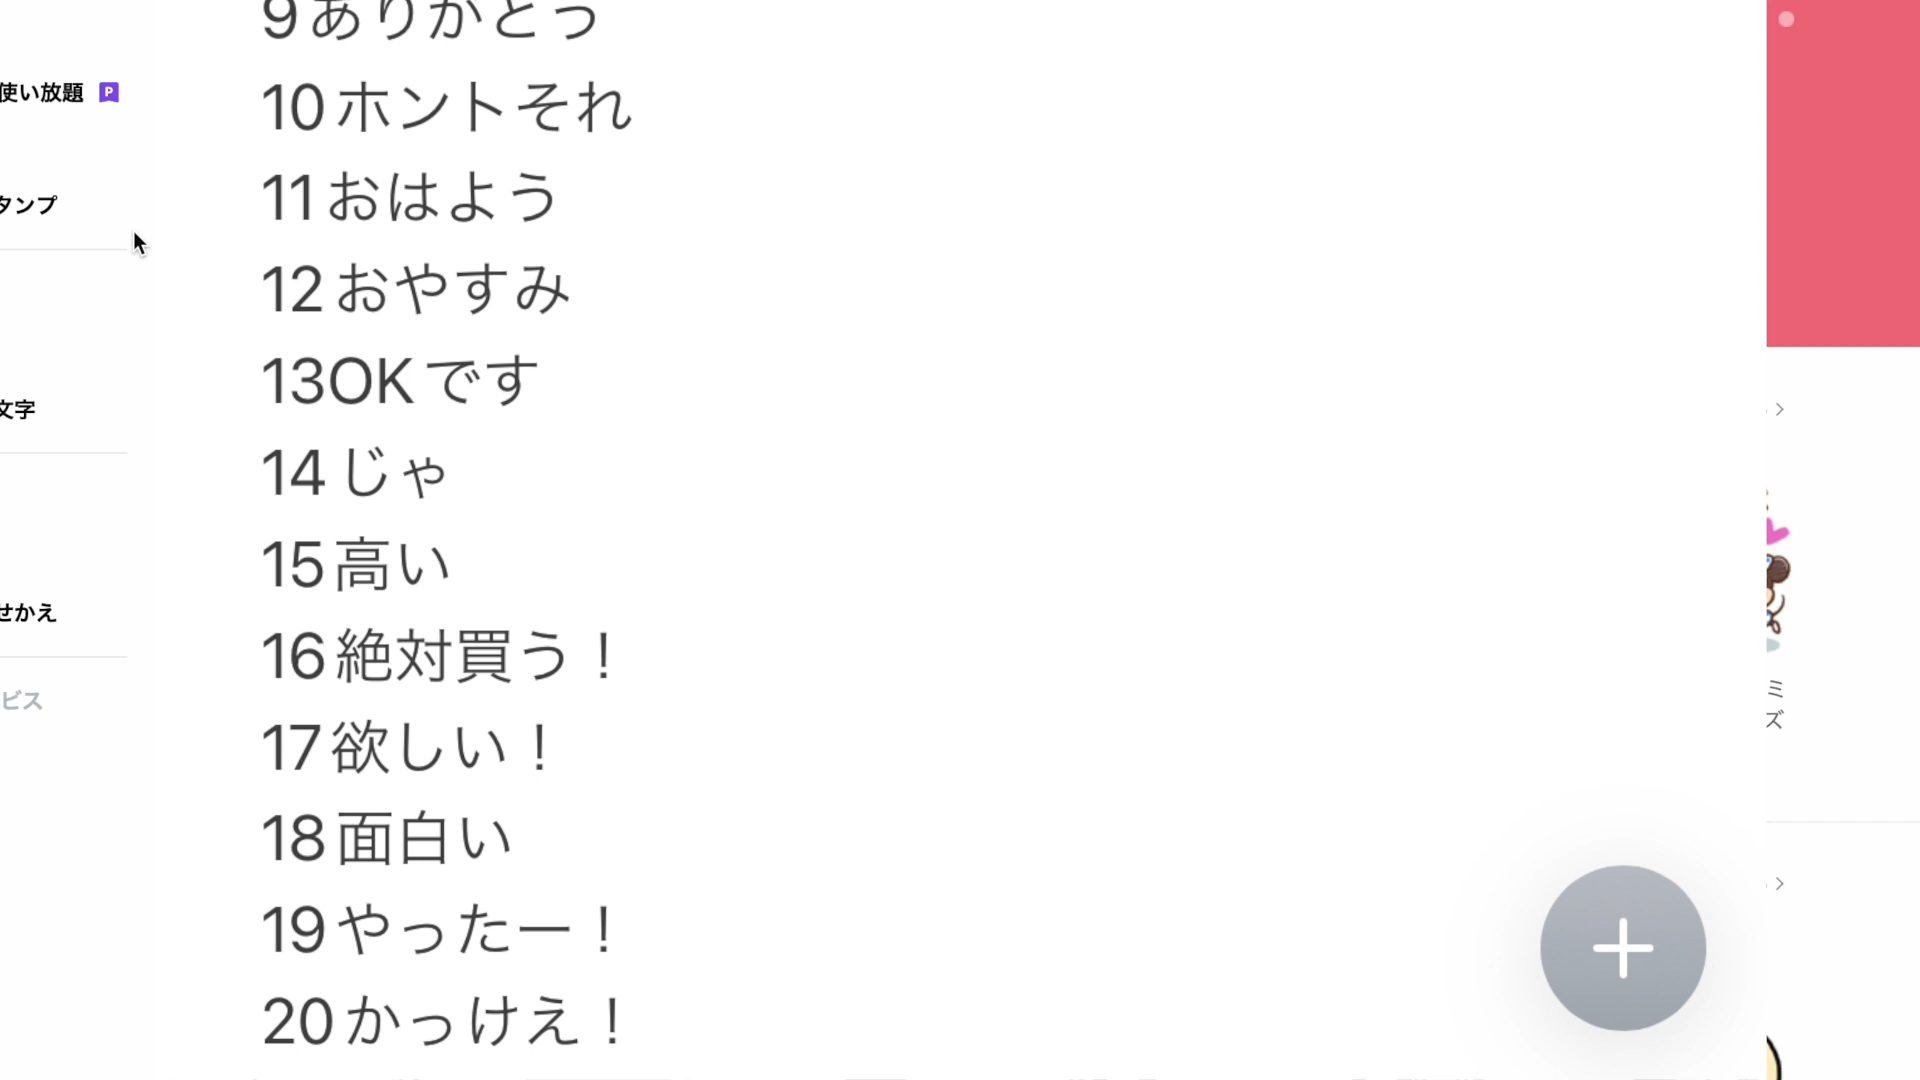 9ありがとう
使い放題 P
10ホントそれ
11おはよう
タンプ
12おやすみ
13OKです
文字
14じゃ
15高い
せかえ
16絶対買う！
ビス
ミ
ズ
17欲しい！
18面白い
19やったー！
20かっけえ！